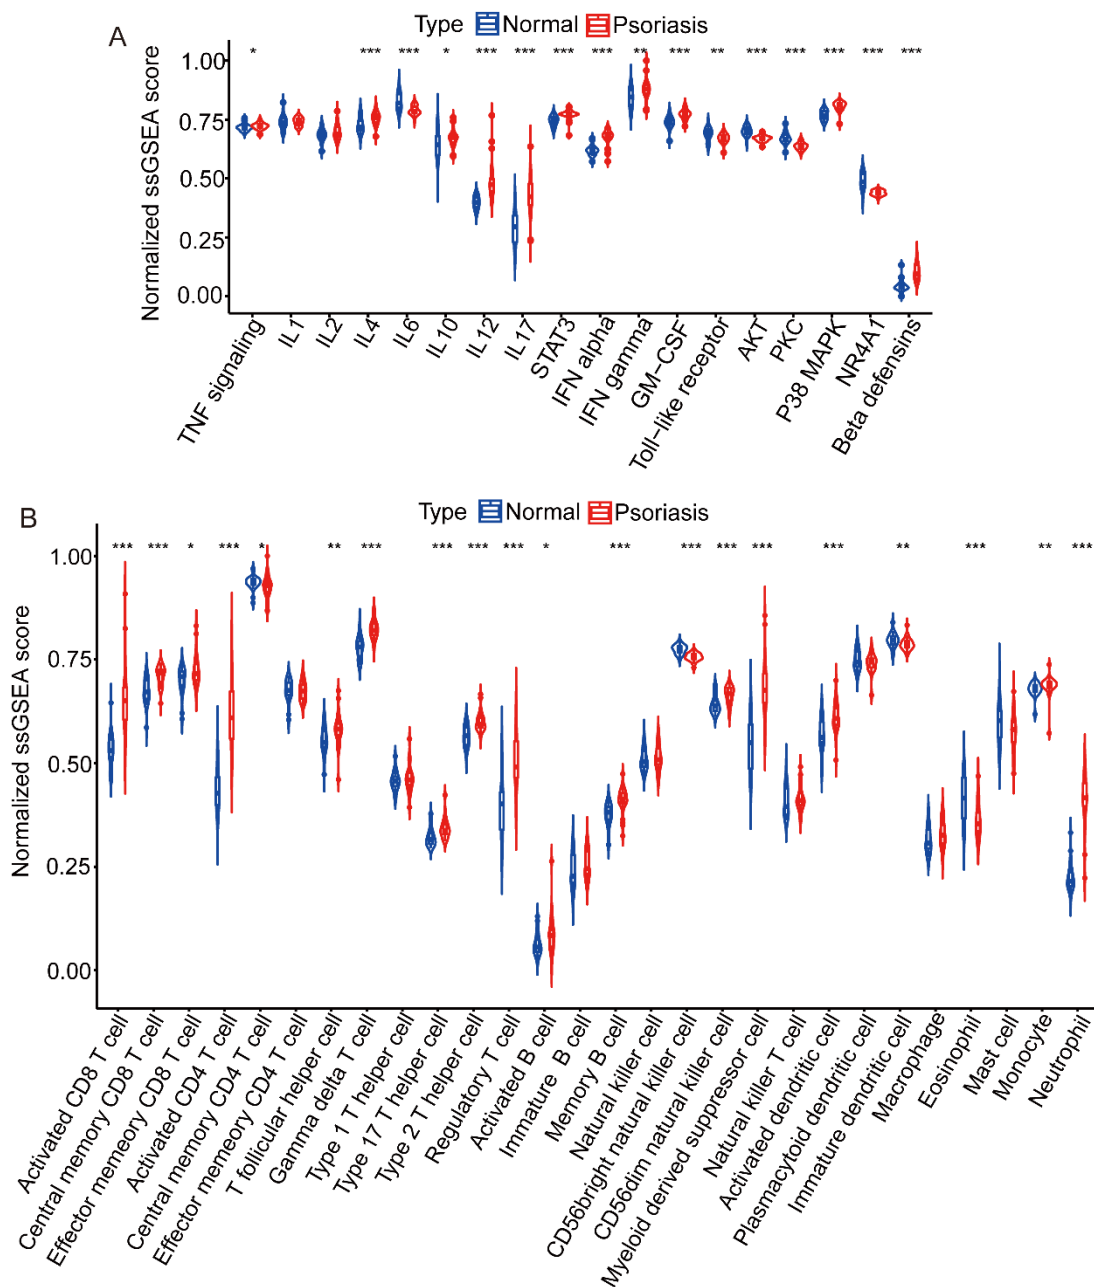 A
Type Normal Psoriasis
* *** *** * *** *** *** *** ** *** ** *** *** *** *** ***
Normalized ssGSEA score
1.00
0.75
0.50
0.25
0.00
TNF signaling
IL1
IL2
IL4
IL6
IL10
IL12
IL17
STAT3
IFN alpha
IFN gamma
GM-CSF
Toll-like receptor
AKT
PKC
P38 MAPK
NR4A1
Beta defensins
B
Type Normal Psoriasis
*** *** * *** * ** *** *** *** *** * *** *** *** *** *** ** *** ** ***
Normalized ssGSEA score
1.00
0.75
0.50
0.25
0.00
Activated CD8 T cell
Central memory CD8 T cell
Effector memeory CD8 T cell
Activated CD4 T cell
Central memory CD4 T cell
Effector memeory CD4 T cell
T follicular helper cell
Gamma delta T cell
Type 1 T helper cell
Type 17 T helper cell
Type 2 T helper cell
Regulatory T cell
Activated B cell
Immature B cell
Memory B cell
Natural killer cell
CD56bright natural killer cell
CD56dim natural killer cell
Myeloid derived suppressor cell
Natural killer T cell
Activated dendritic cell
Plasmacytoid dendritic cell
Immature dendritic cell
Macrophage
Eosinophil
Mast cell
Monocyte
Neutrophil